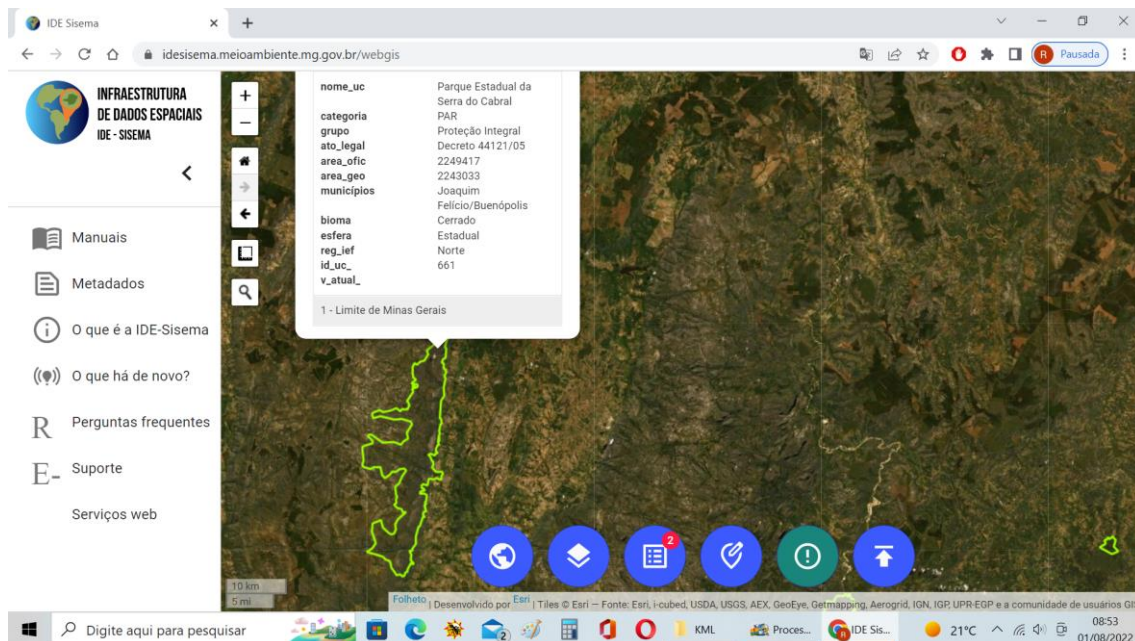 IDE Sisema
idesisema.meioambiente.mg.gov.br/webgis
R Pausada
INFRAESTRUTURA
DE DADOS ESPACIAIS
IDE - SISEMA
Manuais
Metadados
O que é a IDE-Sisema
O que há de novo?
R Perguntas frequentes
E- Suporte
Serviços web
nome_uc Parque Estadual da
Serra do Cabral
categoria PAR
grupo Proteção Integral
ato_legal Decreto 44121/05
area_ofic 2249417
area_geo 2243033
municípios Joaquim
Felício/Buenópolis
bioma Cerrado
esfera Estadual
reg_ief Norte
id_uc_ 661
v_atual_
1 - Limite de Minas Gerais
2
10 km
5 mi
Folheto | Desenvolvido por Esri | Tiles © Esri — Fonte: Esri, i-cubed, USDA, USGS, AEX, GeoEye, Getmapping, Aerogrid, IGN, IGP, UPR-EGP e a comunidade de usuários GIS
Digite aqui para pesquisar
2
KML
Proces...
IDE Sis...
21°C
08:53
01/08/202